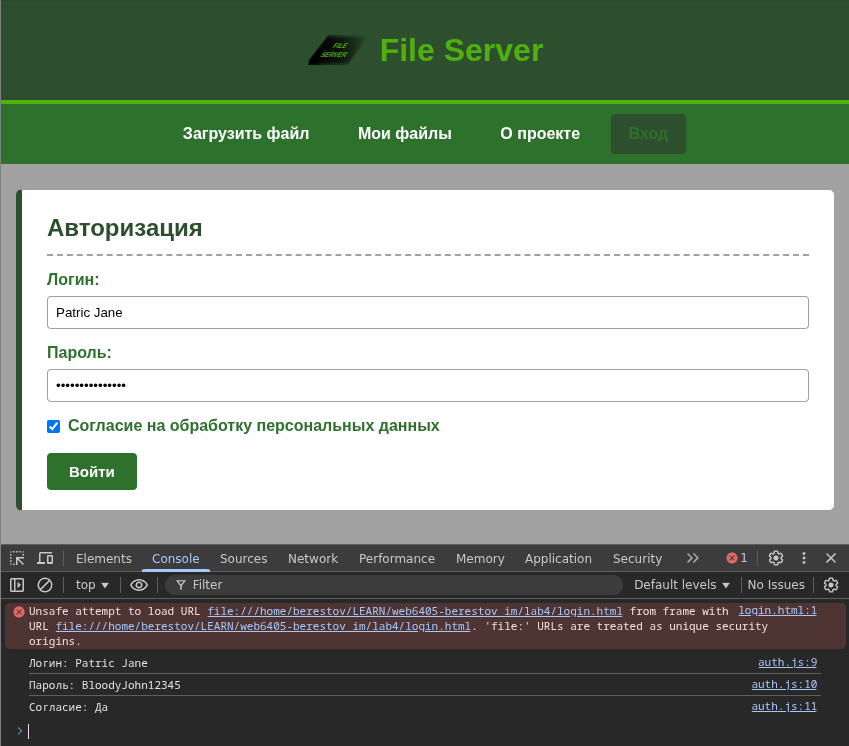 FILE
SERVER
File Server
Загрузить файл Мои файлы О проекте Вход
Авторизация
Логин:
Patric Jane
Пароль:
•••••••••••••••
Согласие на обработку персональных данных
Войти
Elements Console Sources Network Performance Memory Application Security 1
top Filter Default levels No Issues
Unsafe attempt to load URL file:///home/berestov/LEARN/web6405-berestov_im/lab4/login.html from frame with login.html:1
URL file:///home/berestov/LEARN/web6405-berestov_im/lab4/login.html. 'file:' URLs are treated as unique security
origins.
Логин: Patric Jane auth.js:9
Пароль: BloodyJohn12345 auth.js:10
Согласие: Да auth.js:11